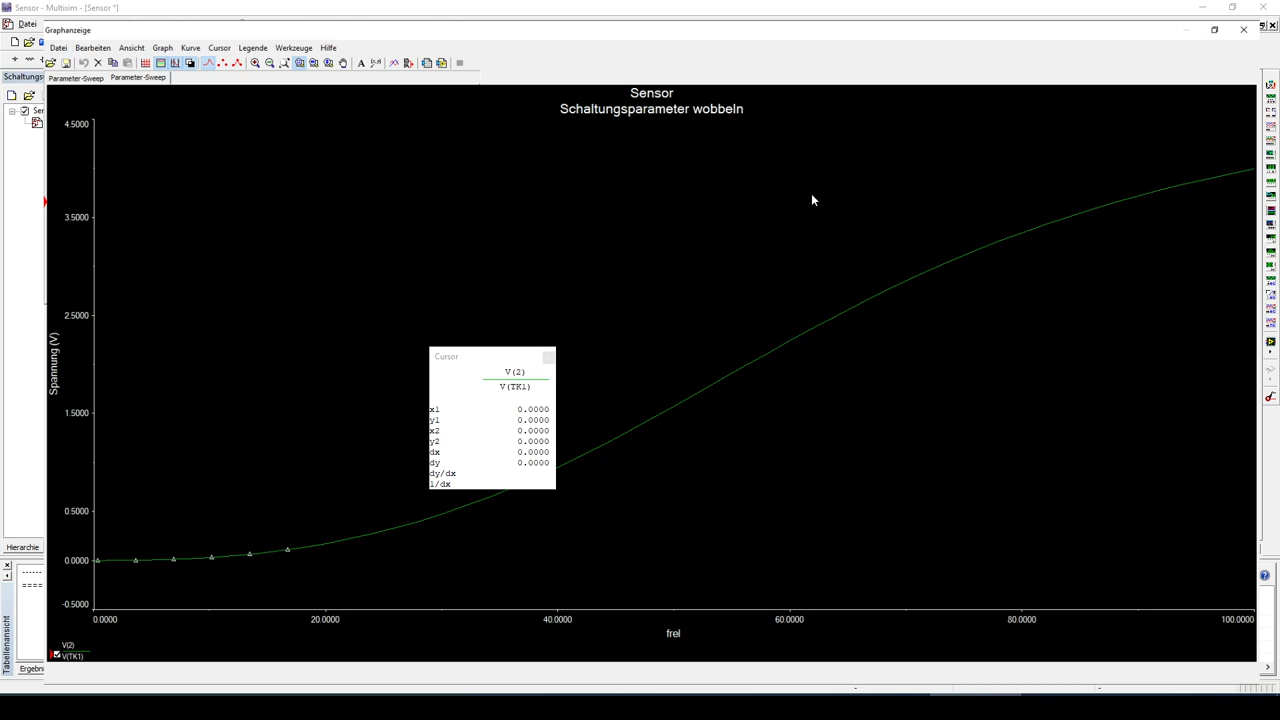 Sensor - Multisim - [Sensor *]
Datei
Graphanzeige
Datei Bearbeiten Ansicht Graph Kurve Cursor Legende Werkzeuge Hilfe
Schaltungs
Parameter-Sweep Parameter-Sweep
Sen
Sensor
Schaltungsparameter wobbeln
4.5000
3.5000
2.5000
1.5000
0.5000
0.0000
-0.5000
Spannung (V)
Cursor
V(2)
V(TK1)
x1 0.0000
y1 0.0000
x2 0.0000
y2 0.0000
dx 0.0000
dy 0.0000
dy/dx
1/dx
0.0000 20.0000 40.0000 60.0000 80.0000 100.0000
frel
V(2)
V(TK1)
Hierarchie
Tabellenansicht
Ergebni